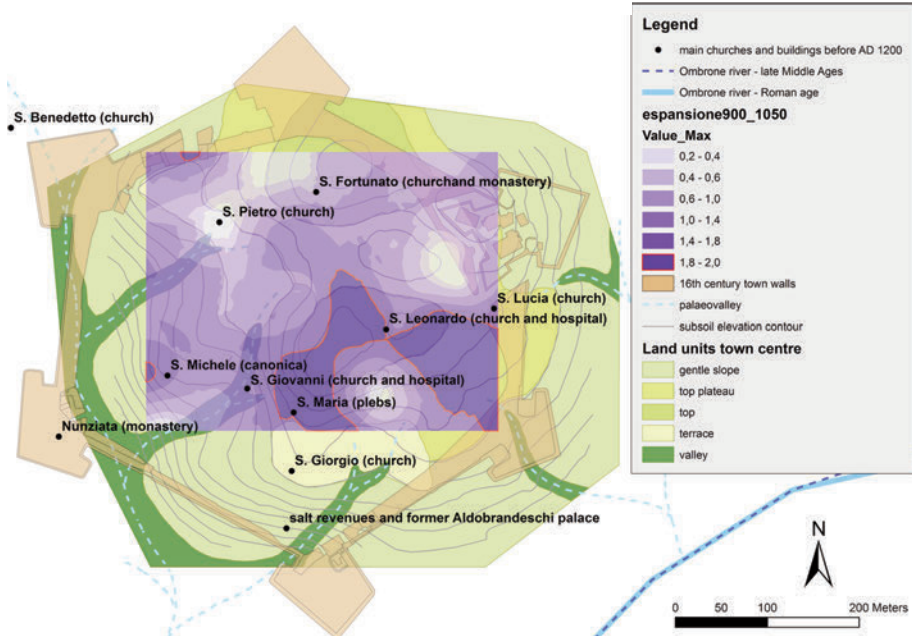 S. Benedetto (church)
S. Fortunato (churchand monastery)
S. Pietro (church)
S. Lucia (church)
S. Leonardo (church and hospital)
S. Michele (canonica)
S. Giovanni (church and hospital)
S. Maria (plebs)
Nunziata (monastery)
S. Giorgio (church)
salt revenues and former Aldobrandeschi palace
Legend
main churches and buildings before AD 1200
Ombrone river - late Middle Ages
Ombrone river - Roman age
espansione900_1050
Value_Max
0,2 - 0,4
0,4 - 0,6
0,6 - 1,0
1,0 - 1,4
1,4 - 1,8
1,8 - 2,0
16th century town walls
palaeovalley
subsoil elevation contour
Land units town centre
gentle slope
top plateau
top
terrace
valley
N
0 50 100 200 Meters